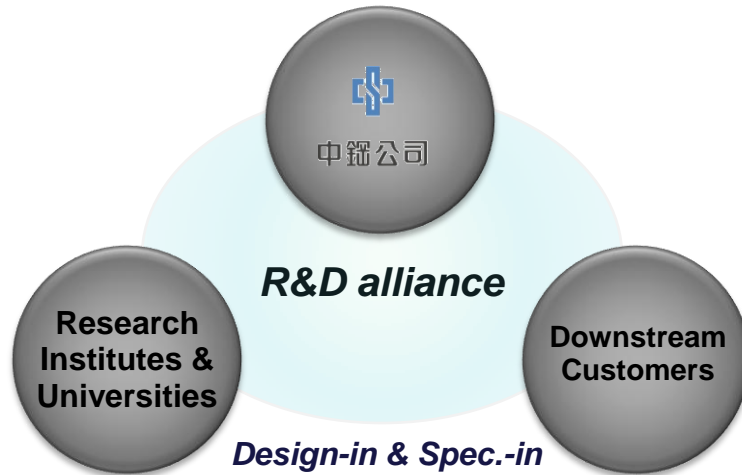 中鋼公司
R&D alliance
Research
Institutes &
Universities
Downstream
Customers
Design-in & Spec.-in